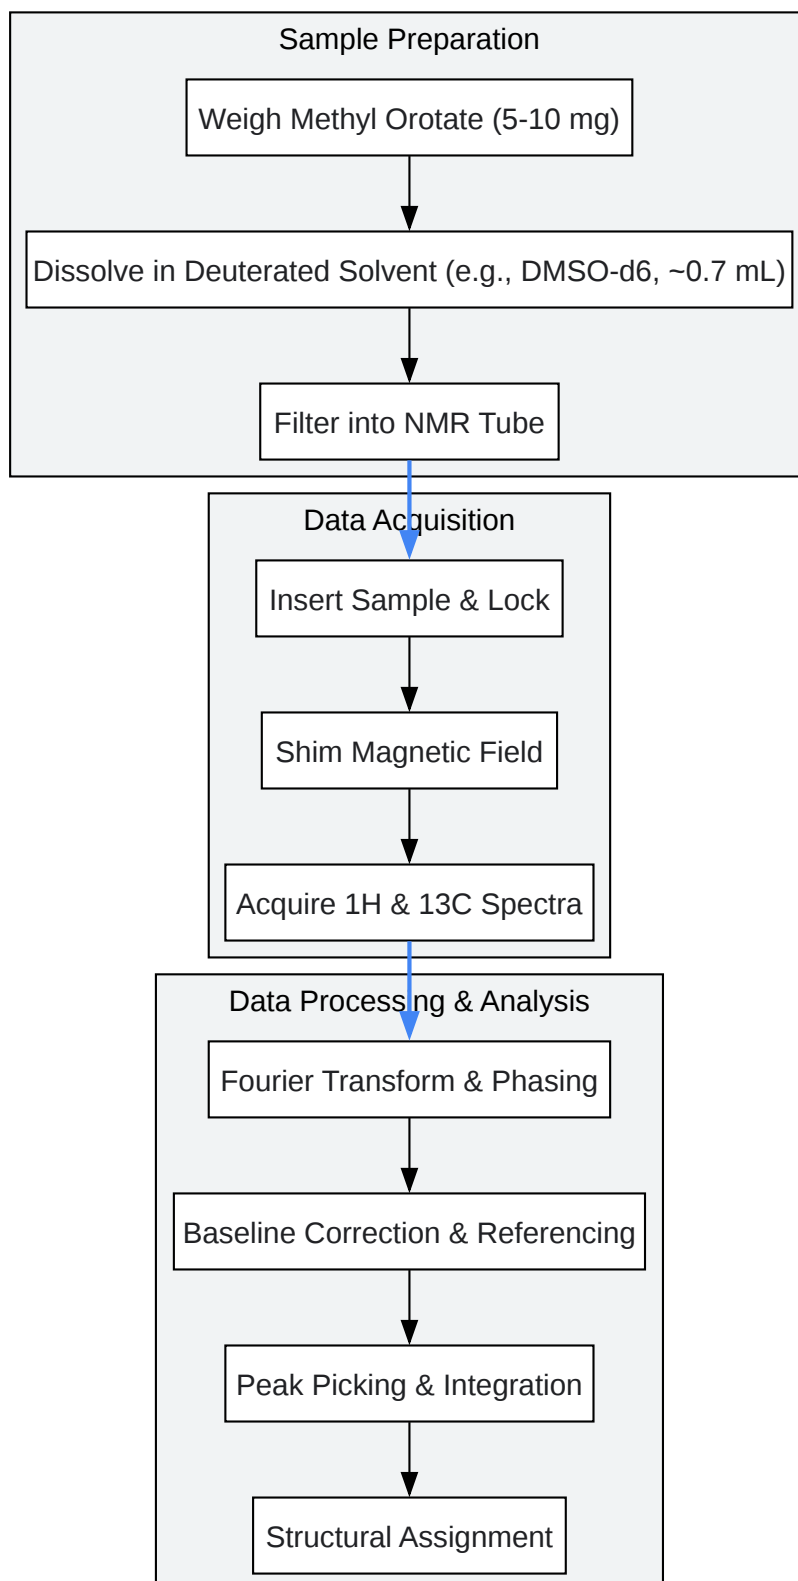 Sample Preparation
Weigh Methyl Orotate (5-10 mg)
Dissolve in Deuterated Solvent (e.g., DMSO-d6, ~0.7 mL)
Filter into NMR Tube
Data Acquisition
Insert Sample & Lock
Shim Magnetic Field
Acquire 1H & 13C Spectra
Data Processing & Analysis
Fourier Transform & Phasing
Baseline Correction & Referencing
Peak Picking & Integration
Structural Assignment